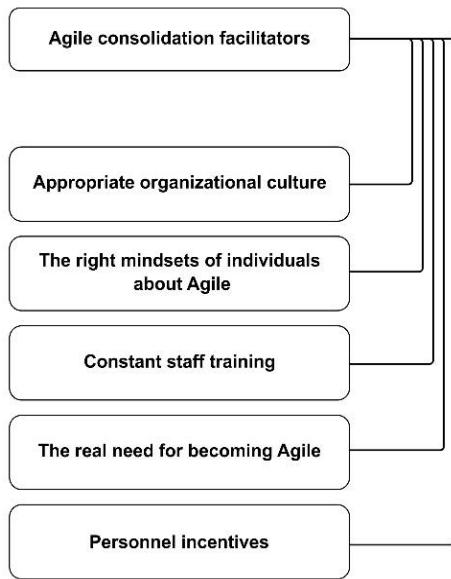 Agile consolidation facilitators
Appropriate organizational culture
The right mindsets of individuals
about Agile
Constant staff training
The real need for becoming Agile
Personnel incentives